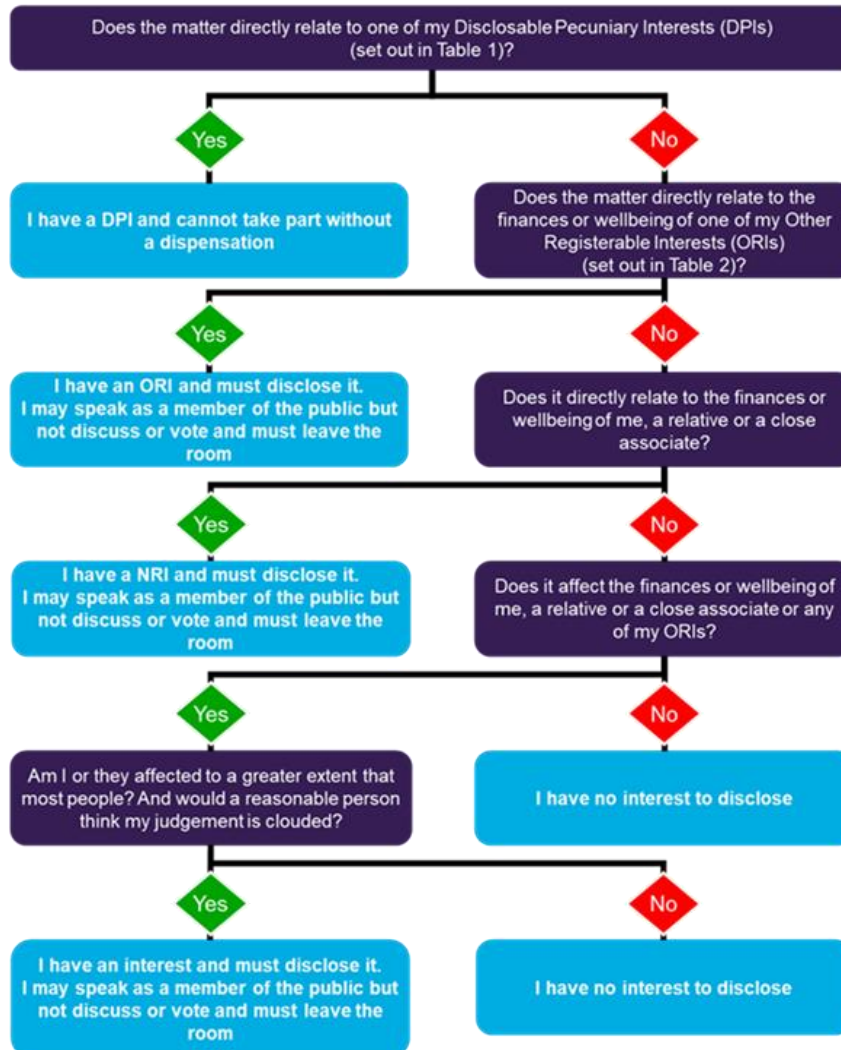 Does the matter directly relate to one of my Disclosable Pecuniary Interests (DPIs)
(set out in Table 1)?
Yes
No
I have a DPI and cannot take part without
a dispensation
Does the matter directly relate to the
finances or wellbeing of one of my Other
Registerable Interests (ORIs)
(set out in Table 2)?
Yes
No
I have an ORI and must disclose it.
I may speak as a member of the public but
not discuss or vote and must leave the
room
Does it directly relate to the finances or
wellbeing of me, a relative or a close
associate?
Yes
No
I have a NRI and must disclose it.
I may speak as a member of the public but
not discuss or vote and must leave the
room
Does it affect the finances or wellbeing of
me, a relative or a close associate or any
of my ORIs?
Yes
No
Am I or they affected to a greater extent that
most people? And would a reasonable person
think my judgement is clouded?
I have no interest to disclose
Yes
No
I have an interest and must disclose it.
I may speak as a member of the public but
not discuss or vote and must leave the
room
I have no interest to disclose